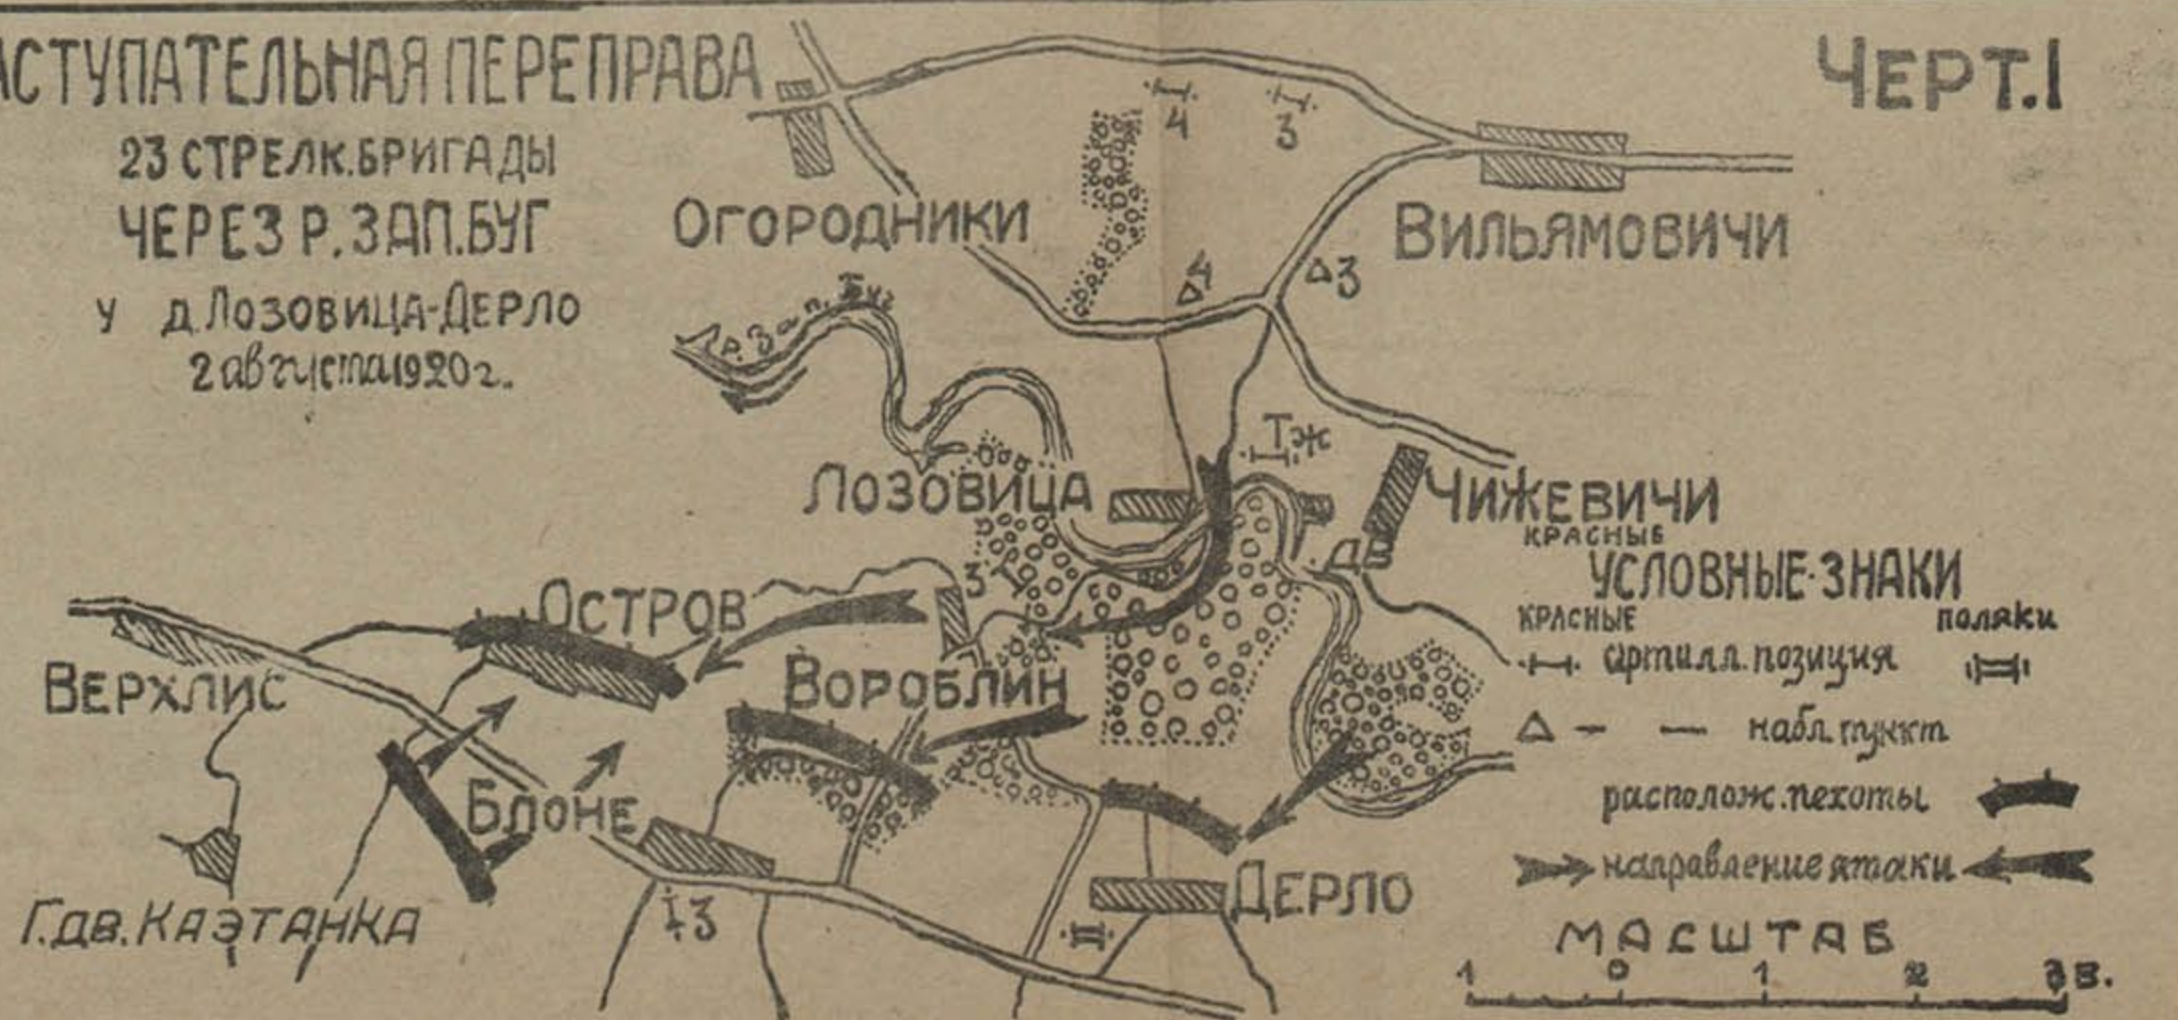 АСТУПАТЕЛЬНАЯ ПЕРЕПРАВА
23 СТРЕЛК.БРИГАДЫ
ЧЕРЕЗ Р. ЗАП.БУГ
У Д.ЛОЗОВИЦА-ДЕРЛО
2 августа 1920 г.
ЧЕРТ.1
4
3
ОГОРОДНИКИ
ВИЛЬЯМОВИЧИ
4
3
р. Зап. Буг
Т.Ж
ЛОЗОВИЦА
ЧИЖЕВИЧИ
КРАСНЫЕ
ДВ
3
ОСТРОВ
ВЕРХЛИС
ВОРОБЛИН
БЛОНЕ
Г.ДВ.КАЭТАНКА
3
ДЕРЛО
УСЛОВНЫЕ ЗНАКИ
КРАСНЫЕ ПОЛЯКИ
артилл. позиция
набл. пункт
располож. пехоты
направление атаки
МАСШТАБ
1 0 1 2 3 В.